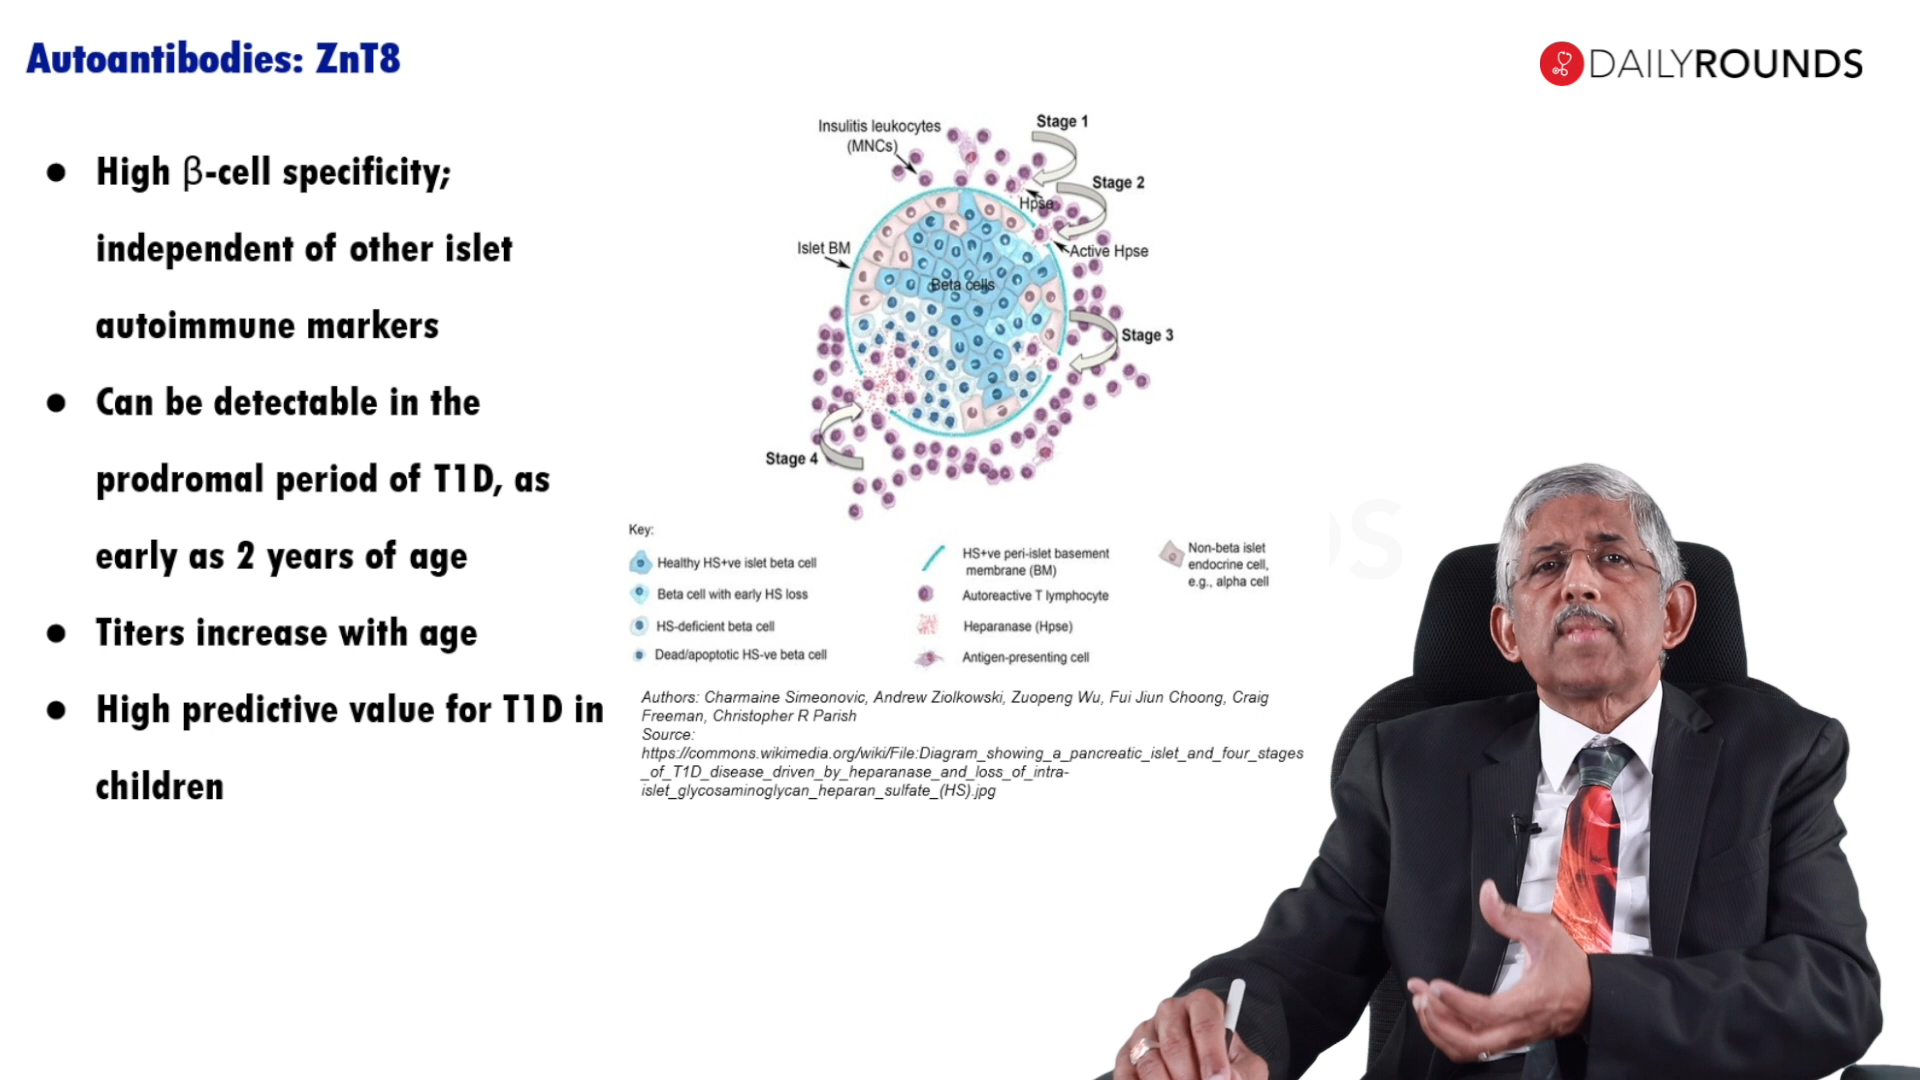 Autoantibodies: ZnT8
DAILYROUNDS
● High β-cell specificity;
independent of other islet
autoimmune markers
● Can be detectable in the
prodromal period of T1D, as
early as 2 years of age
● Titers increase with age
● High predictive value for T1D in
children
Insulitis leukocytes
(MNCs)
Stage 1
Stage 2
Hpse
Islet BM
Active Hpse
Beta cells
Stage 3
Stage 4
Key:
Healthy HS+ve islet beta cell
Beta cell with early HS loss
HS-deficient beta cell
Dead/apoptotic HS-ve beta cell
HS+ve peri-islet basement
membrane (BM)
Autoreactive T lymphocyte
Heparanase (Hpse)
Antigen-presenting cell
Non-beta islet
endocrine cell,
e.g., alpha cell
Authors: Charmaine Simeonovic, Andrew Ziolkowski, Zuopeng Wu, Fui Jiun Choong, Craig
Freeman, Christopher R Parish
Source:
https://commons.wikimedia.org/wiki/File:Diagram_showing_a_pancreatic_islet_and_four_stages
_of_T1D_disease_driven_by_heparanase_and_loss_of_intra-
islet_glycosaminoglycan_heparan_sulfate_(HS).jpg